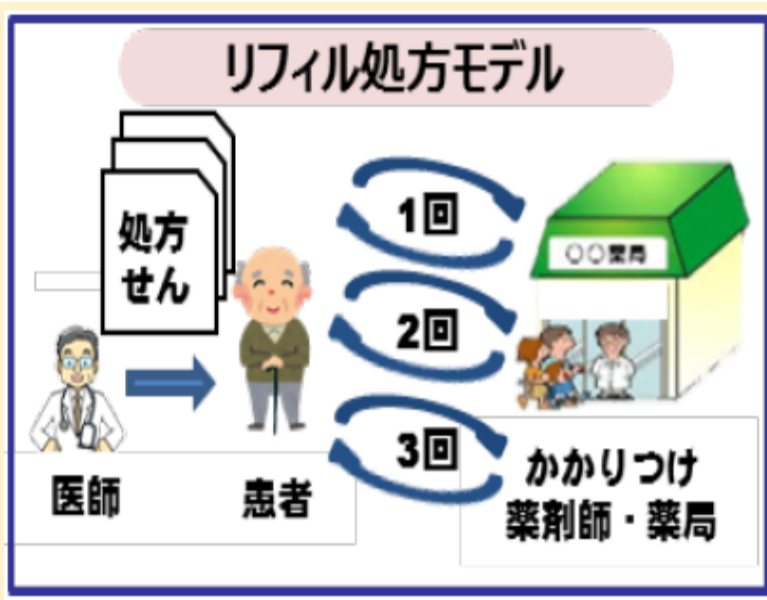 リフィル処方モデル
処方
せん
1回
〇〇薬局
2回
3回
医師
患者
かかりつけ
薬剤師・薬局